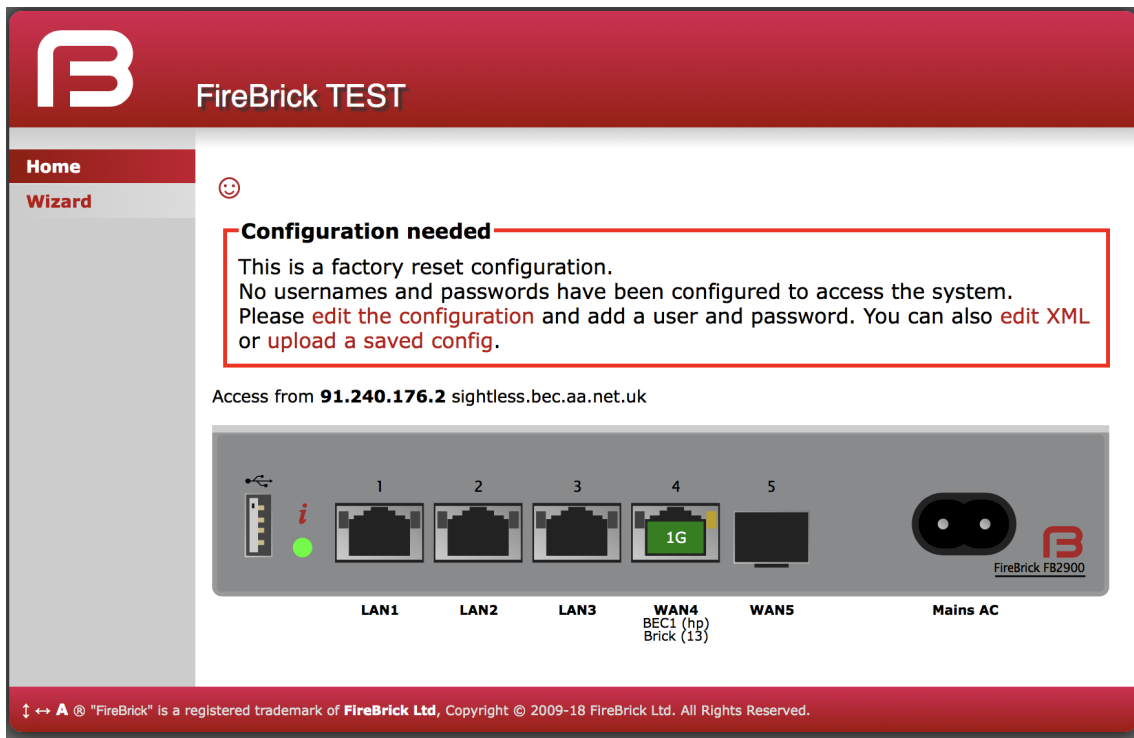 FireBrick TEST
Home
Wizard
Configuration needed
This is a factory reset configuration.
No usernames and passwords have been configured to access the system.
Please edit the configuration and add a user and password. You can also edit XML
or upload a saved config.
Access from 91.240.176.2 sightless.bec.aa.net.uk
1 2 3 4 5
i
1G
FireBrick FB2900
LAN1 LAN2 LAN3 WAN4 WAN5 Mains AC
BEC1 (hp)
Brick (13)
↕ ↔ A ® "FireBrick" is a registered trademark of FireBrick Ltd, Copyright © 2009-18 FireBrick Ltd. All Rights Reserved.